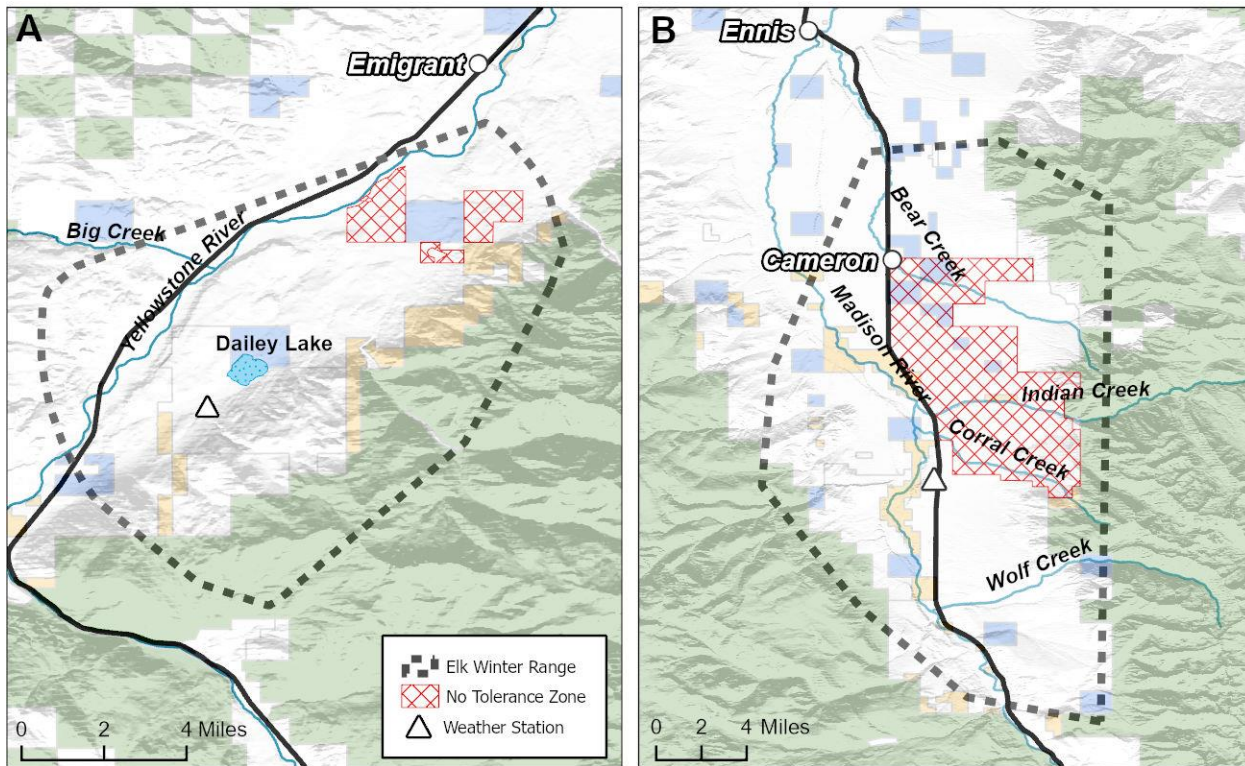 A
Emigrant
Big Creek
Yellowstone River
Dailey Lake
Elk Winter Range
No Tolerance Zone
Weather Station
0 2 4 Miles
B
Ennis
Bear Creek
Cameron
Madison River
Indian Creek
Corral Creek
Wolf Creek
0 2 4 Miles